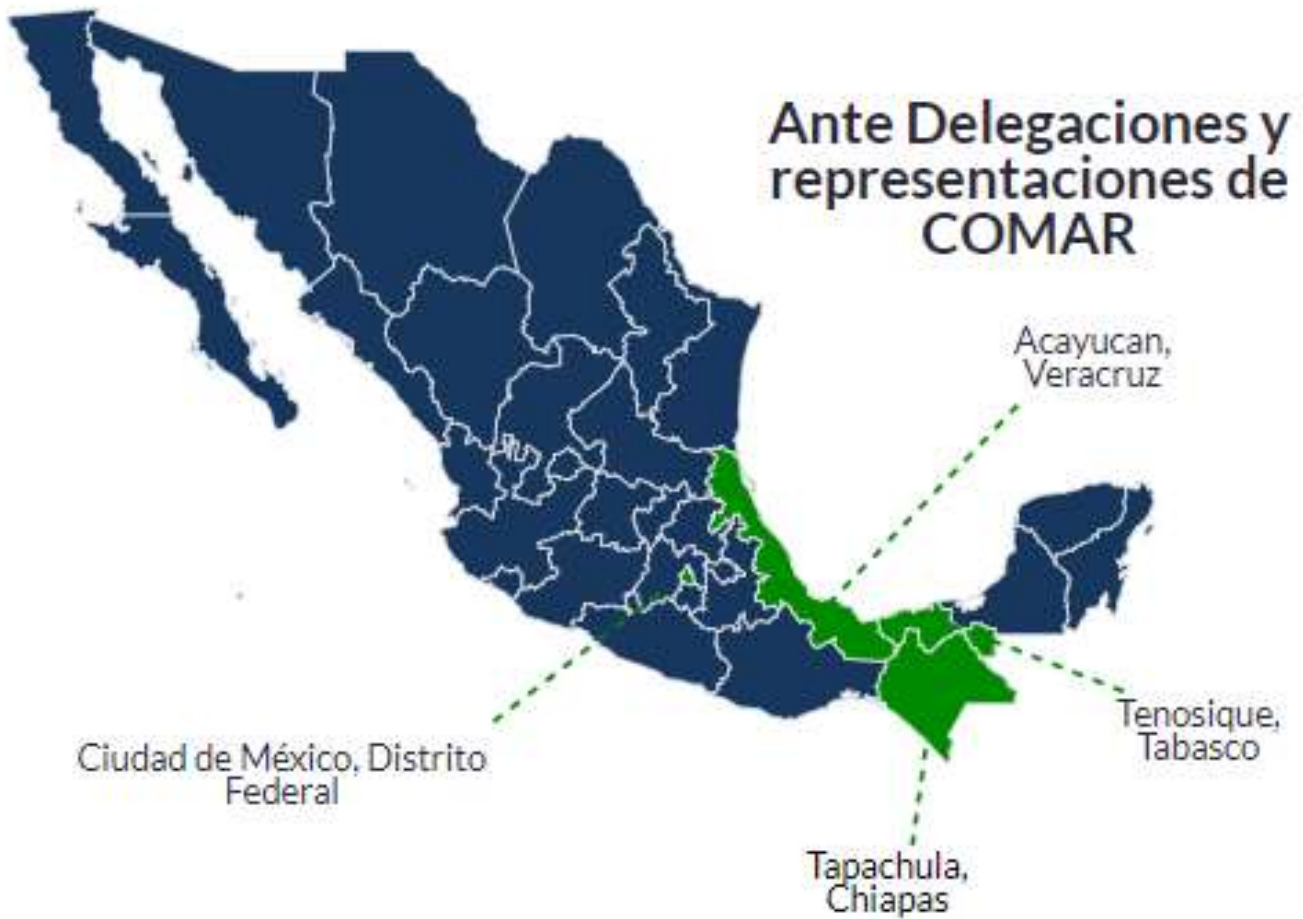 Ante Delegaciones y
representaciones de
COMAR
Acayucan,
Veracruz
Tenosique,
Tabasco
Ciudad de México, Distrito
Federal
Tapachula,
Chiapas